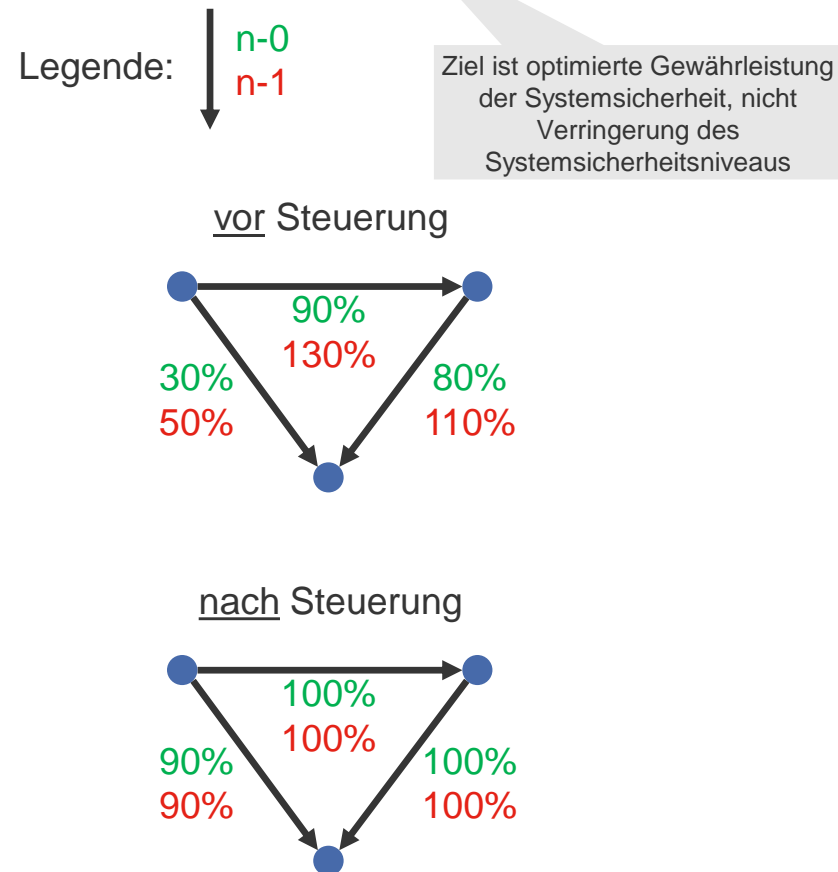 Legende:
n-0
n-1
Ziel ist optimierte Gewährleistung
der Systemsicherheit, nicht
Verringerung des
Systemsicherheitsniveaus
vor Steuerung
90%
130%
30%
50%
80%
110%
nach Steuerung
100%
100%
90%
90%
100%
100%